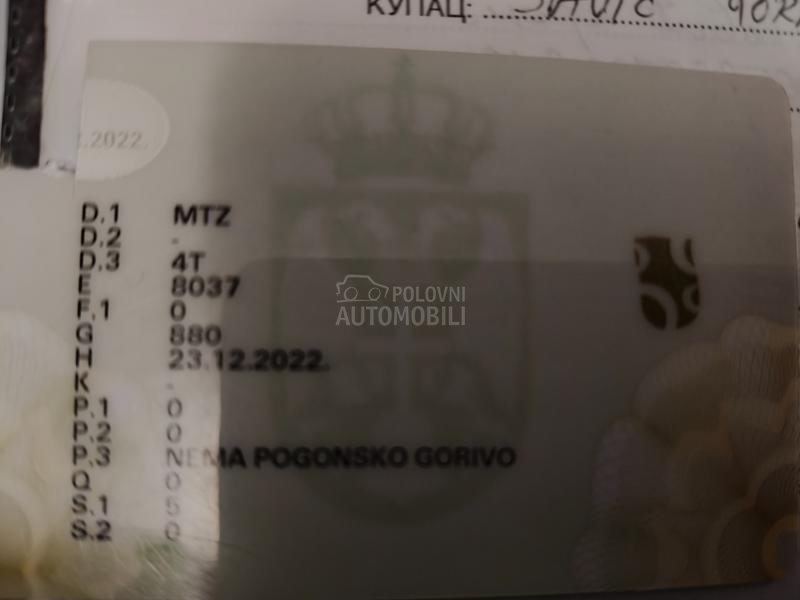 КУПАЦ:
.2022.
D.1 MTZ
D.2 -
D.3 4T
E 8037
F.1 0
G 880
H 23.12.2022.
K -
P.1 0
P.2 0
P.3 NEMA POGONSKO GORIVO
Q 0
S.1 5
S.2 0
POLOVNI
AUTOMOBILI